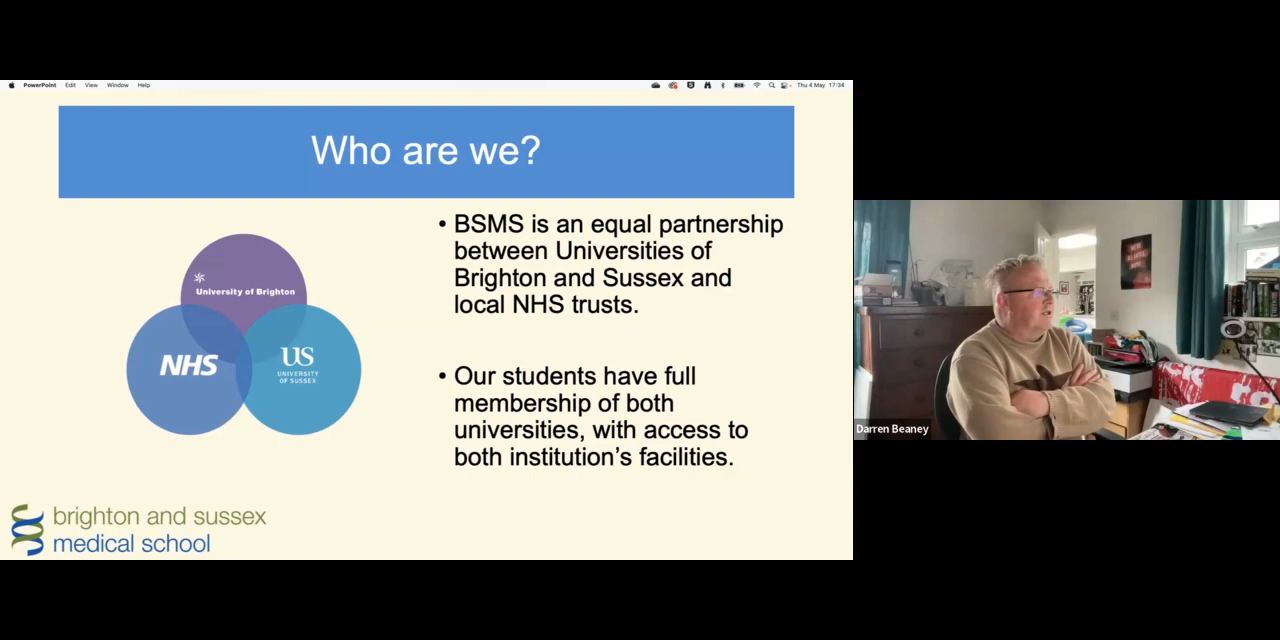 PowerPoint Edit View Window Help
Thu 4 May 17:34
Who are we?
University of Brighton
NHS
US
UNIVERSITY
OF SUSSEX
• BSMS is an equal partnership
between Universities of
Brighton and Sussex and
local NHS trusts.
• Our students have full
membership of both
universities, with access to
both institution’s facilities.
brighton and sussex
medical school
Darren Beaney